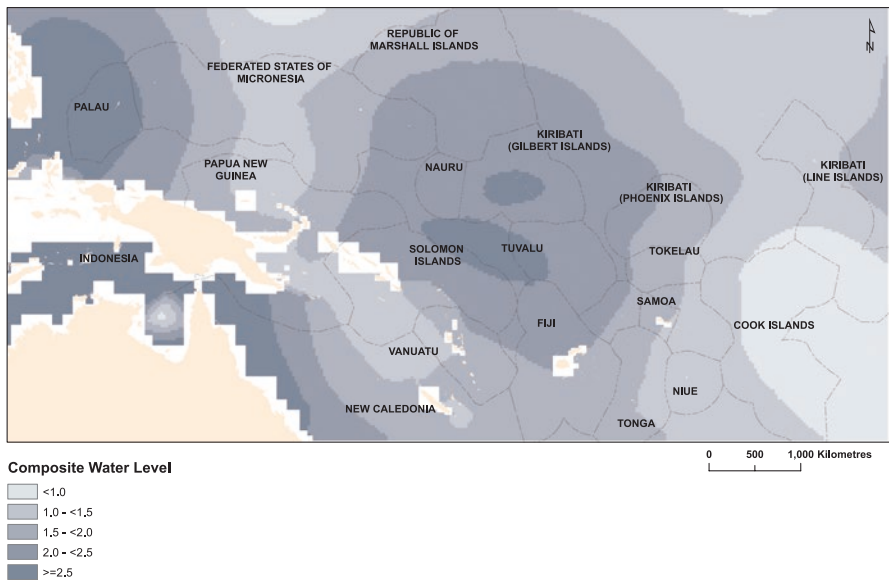 REPUBLIC OF
MARSHALL ISLANDS
N
FEDERATED STATES OF
MICRONESIA
PALAU
KIRIBATI
(GILBERT ISLANDS)
PAPUA NEW
GUINEA
NAURU
KIRIBATI
(LINE ISLANDS)
KIRIBATI
(PHOENIX ISLANDS)
INDONESIA
SOLOMON
ISLANDS
TUVALU
TOKELAU
SAMOA
FIJI
COOK ISLANDS
VANUATU
NIUE
NEW CALEDONIA
TONGA
0 500 1,000 Kilometres
Composite Water Level
<1.0
1.0 - <1.5
1.5 - <2.0
2.0 - <2.5
>=2.5